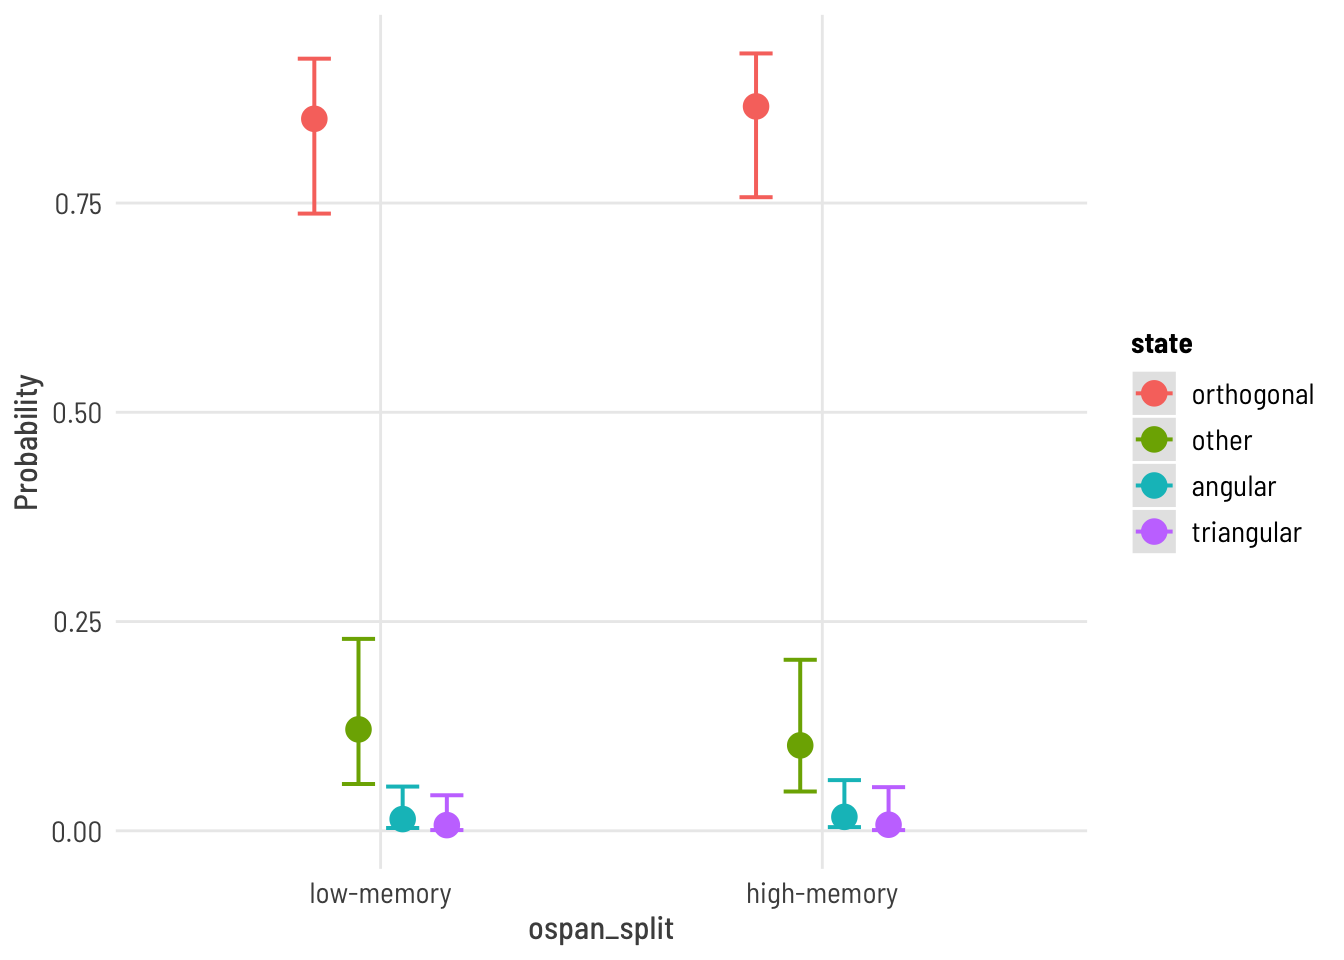 Probability
0.75
0.50
0.25
0.00
low-memory
high-memory
ospan_split
state
orthogonal
other
angular
triangular